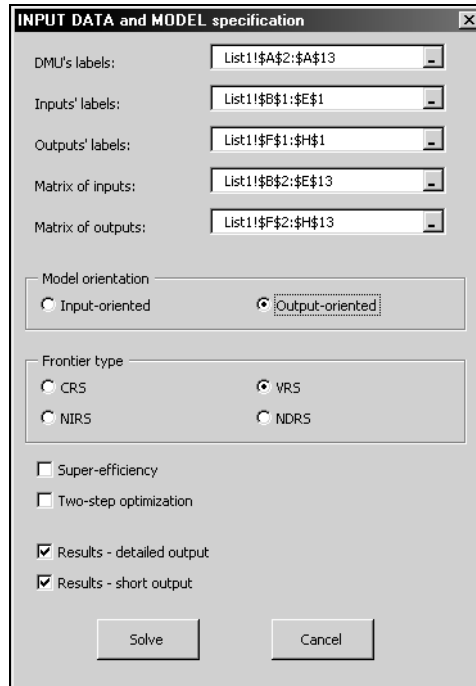 INPUT DATA and MODEL specification
DMU's labels: List1!$A$2:$A$13
Inputs' labels: List1!$B$1:$E$1
Outputs' labels: List1!$F$1:$H$1
Matrix of inputs: List1!$B$2:$E$13
Matrix of outputs: List1!$F$2:$H$13
Model orientation
Input-oriented Output-oriented
Frontier type
CRS VRS
NIRS NDRS
Super-efficiency
Two-step optimization
Results - detailed output
Results - short output
Solve Cancel